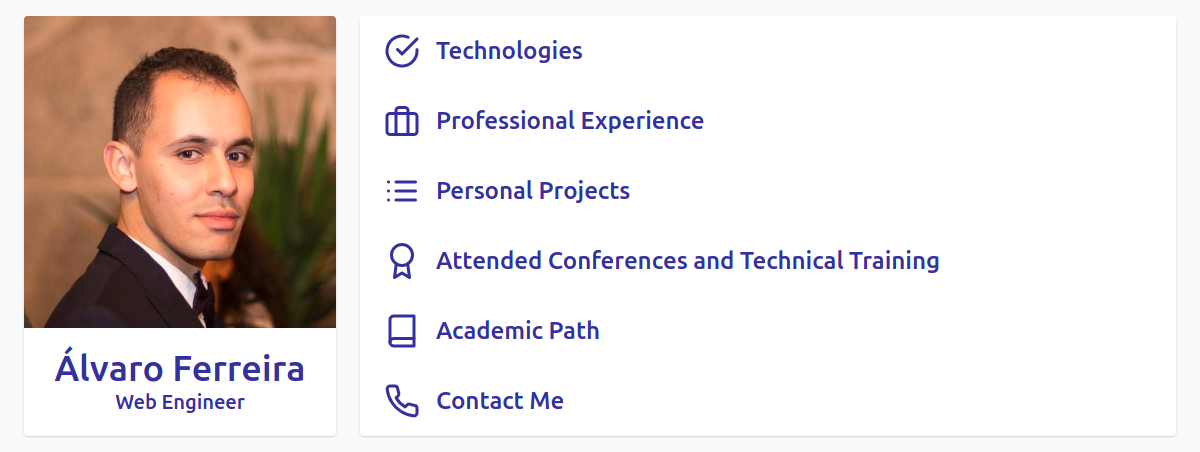 Álvaro Ferreira
Web Engineer
Technologies
Professional Experience
Personal Projects
Attended Conferences and Technical Training
Academic Path
Contact Me